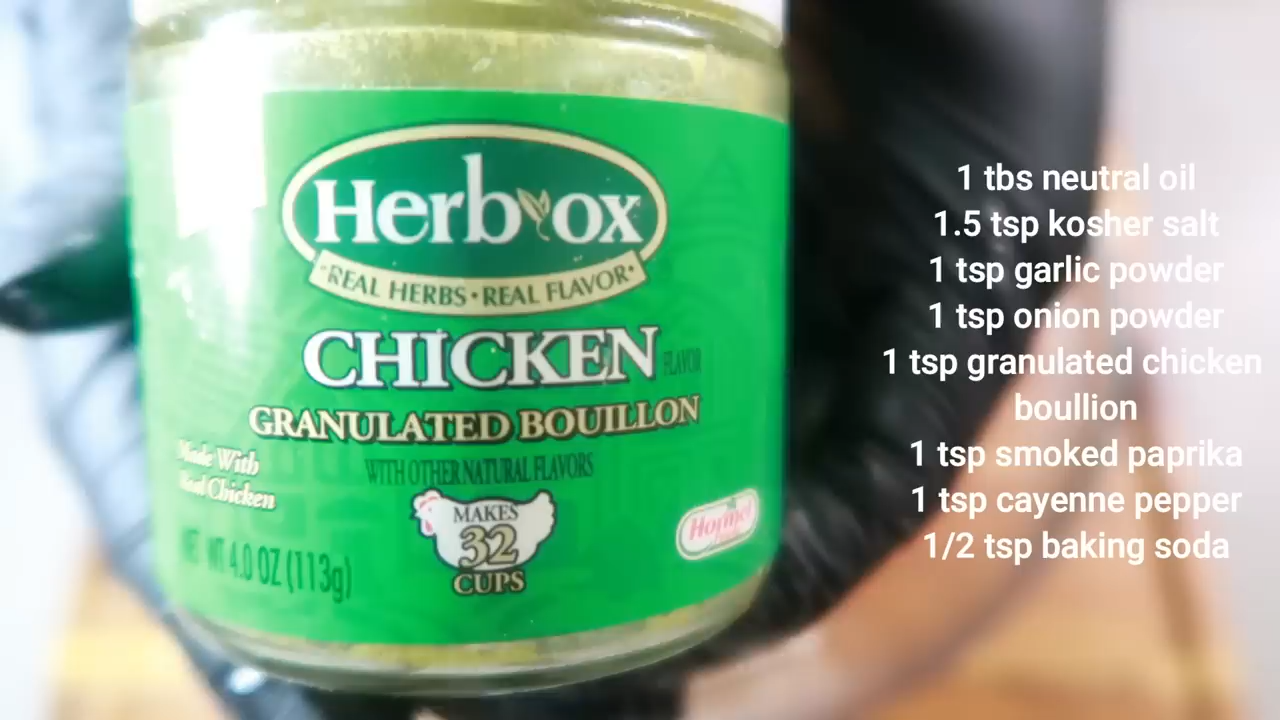 Herb ox
•REAL HERBS•REAL FLAVOR•
CHICKEN FLAVOR
GRANULATED BOUILLON
WITH OTHER NATURAL FLAVORS
Made With
Real Chicken
MAKES
32
CUPS
Hormel
NET WT 4.0 OZ (113g)
1 tbs neutral oil
1.5 tsp kosher salt
1 tsp garlic powder
1 tsp onion powder
1 tsp granulated chicken
boullion
1 tsp smoked paprika
1 tsp cayenne pepper
1/2 tsp baking soda